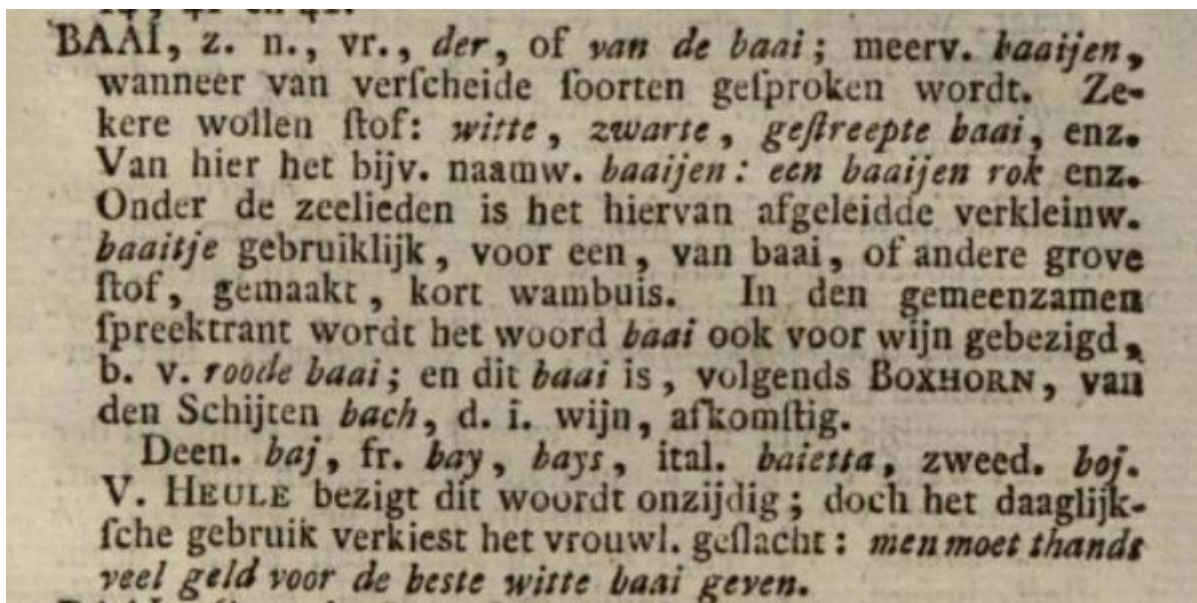 BAAI, z. n., vr., der, of van de baai; meerv. baaijen,
wanneer van verſcheide ſoorten geſproken wordt. Ze-
kere wollen ſtof: witte, zwarte, geſtreepte baai, enz.
Van hier het bijv. naamw. baaijen: een baaijen rok enz.
Onder de zeelieden is het hiervan afgeleidde verkleinw.
baaitje gebruiklijk, voor een, van baai, of andere grove
ſtof, gemaakt, kort wambuis. In den gemeenzamen
ſpreektrant wordt het woord baai ook voor wijn gebezigd,
b. v. roode baai; en dit baai is, volgends BOXHORN, van
den Schijten bach, d. i. wijn, afkomſtig.
Deen. baj, fr. bay, bays, ital. baietta, zweed. boj.
V. HEULE bezigt dit woordt onzijdig; doch het daaglijk-
ſche gebruik verkiest het vrouwl. geſlacht: men moet thands
veel geld voor de beste witte baai geven.